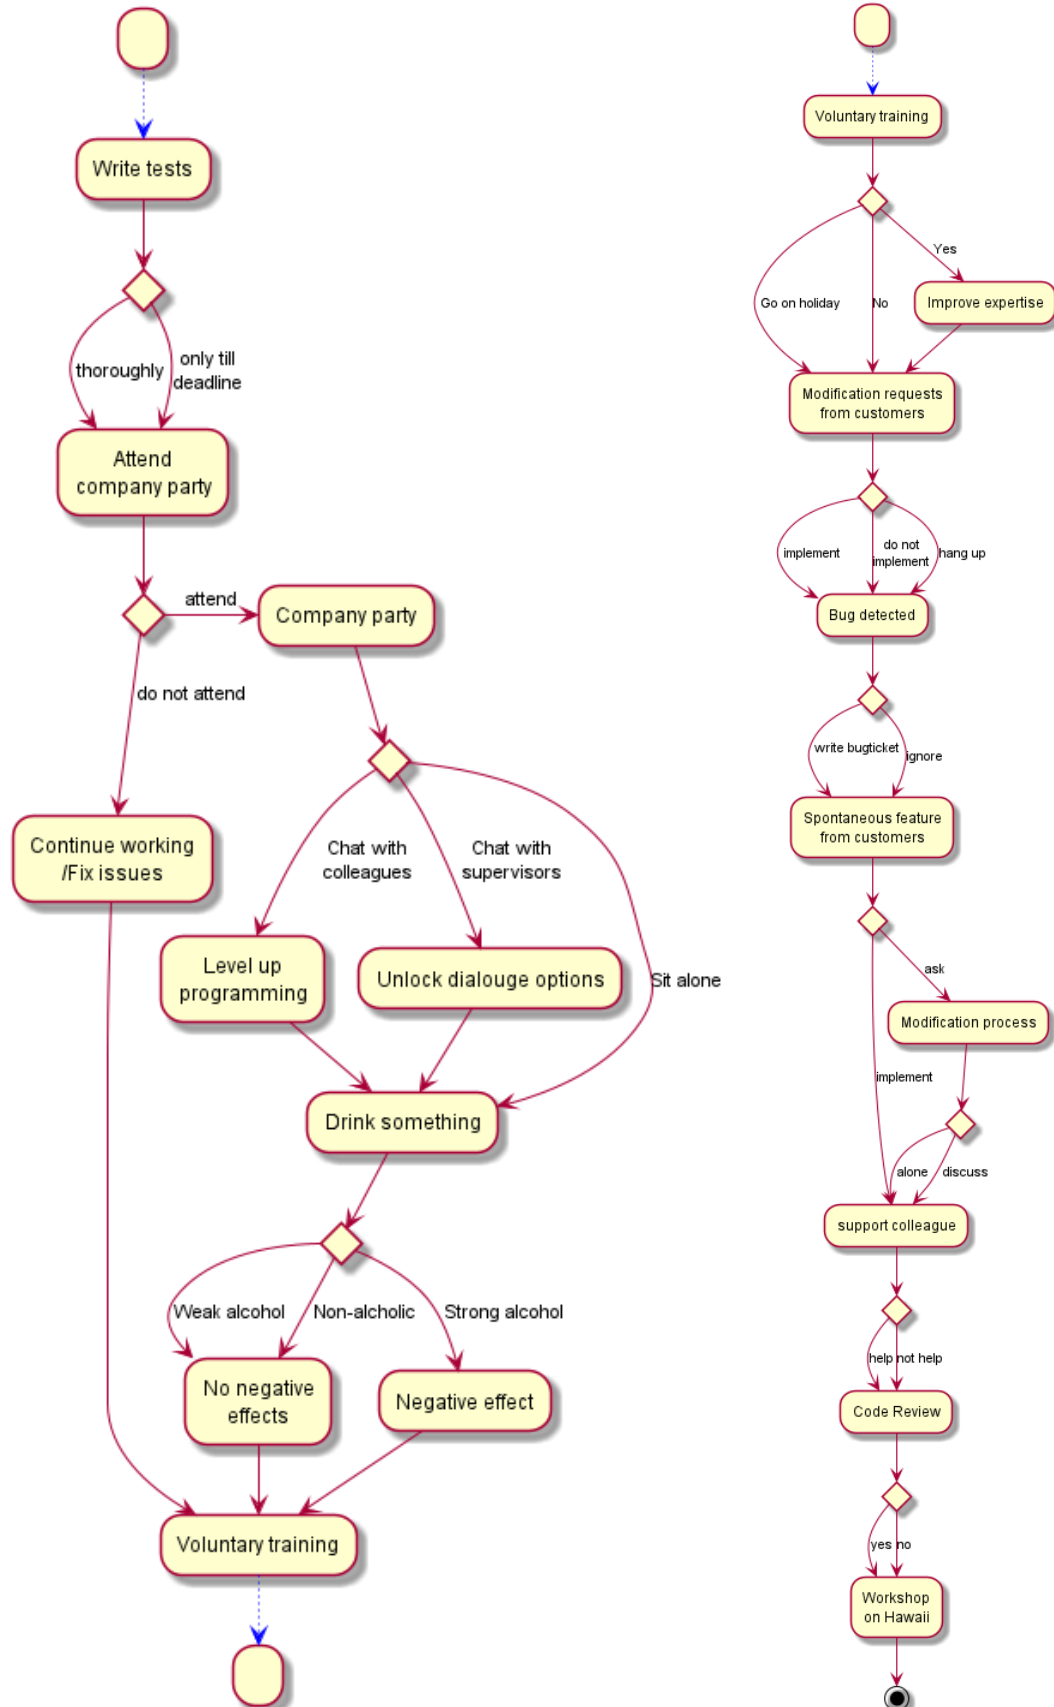 Write tests
thoroughly
only till
deadline
Attend
company party
attend
Company party
do not attend
Continue working
/Fix issues
Chat with
colleagues
Chat with
supervisors
Level up
programming
Unlock dialouge options
Sit alone
Drink something
Weak alcohol
Non-alcholic
Strong alcohol
No negative
effects
Negative effect
Voluntary training
Voluntary training
Yes
Go on holiday
No
Improve expertise
Modification requests
from customers
implement
do not
implement
hang up
Bug detected
write bugticket
ignore
Spontaneous feature
from customers
ask
Modification process
implement
alone
discuss
support colleague
help
not help
Code Review
yes
no
Workshop
on Hawaii